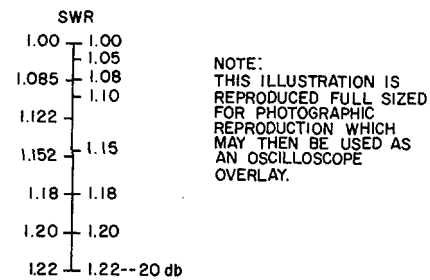 SWR
1.00 1.00
1.05
1.085 1.08
1.10
1.122
1.152 1.15
1.18 1.18
1.20 1.20
1.22 1.22--20 db
NOTE:
THIS ILLUSTRATION IS
REPRODUCED FULL SIZED
FOR PHOTOGRAPHIC
REPRODUCTION WHICH
MAY THEN BE USED AS
AN OSCILLOSCOPE
OVERLAY.